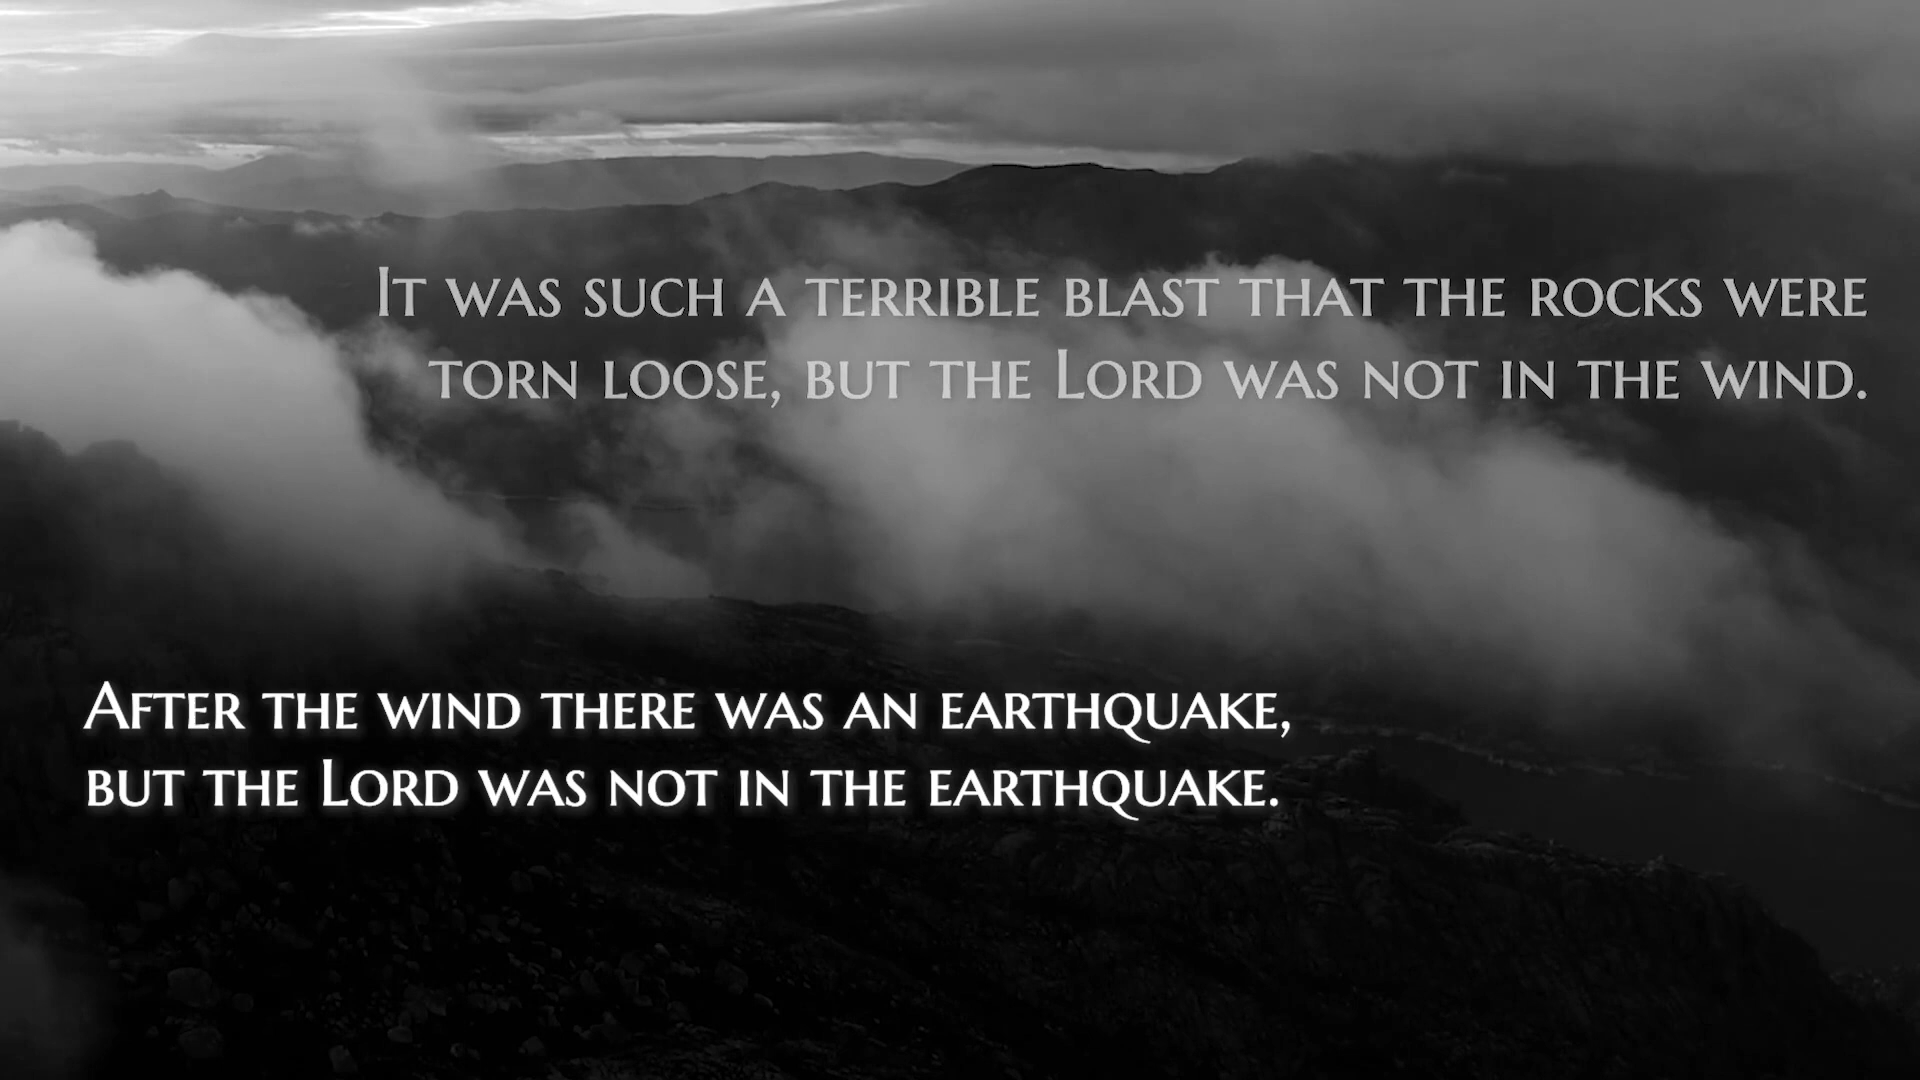 It was such a terrible blast that the rocks were
torn loose, but the Lord was not in the wind.
After the wind there was an earthquake,
but the Lord was not in the earthquake.